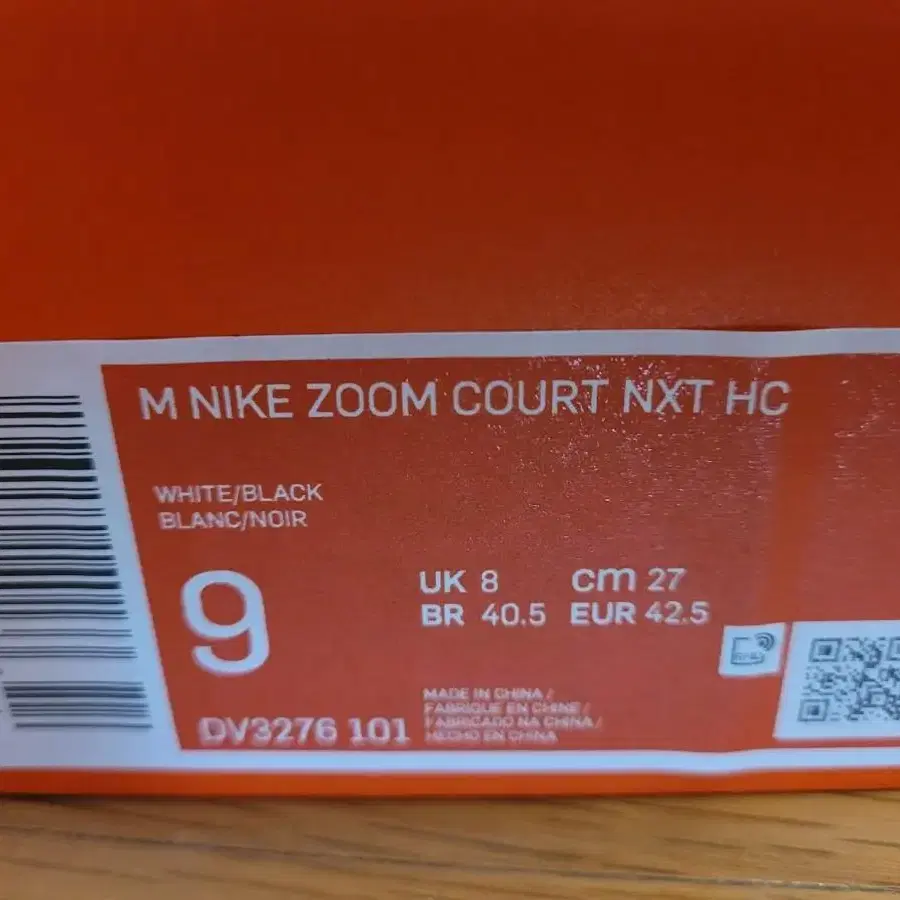 M NIKE ZOOM COURT NXT HC
WHITE/BLACK
BLANC/NOIR
9
UK 8 cm 27
BR 40.5 EUR 42.5
DV3276 101
MADE IN CHINA /
FABRIQUE EN CHINE /
FABRICADO NA CHINA /
HECHO EN CHINA